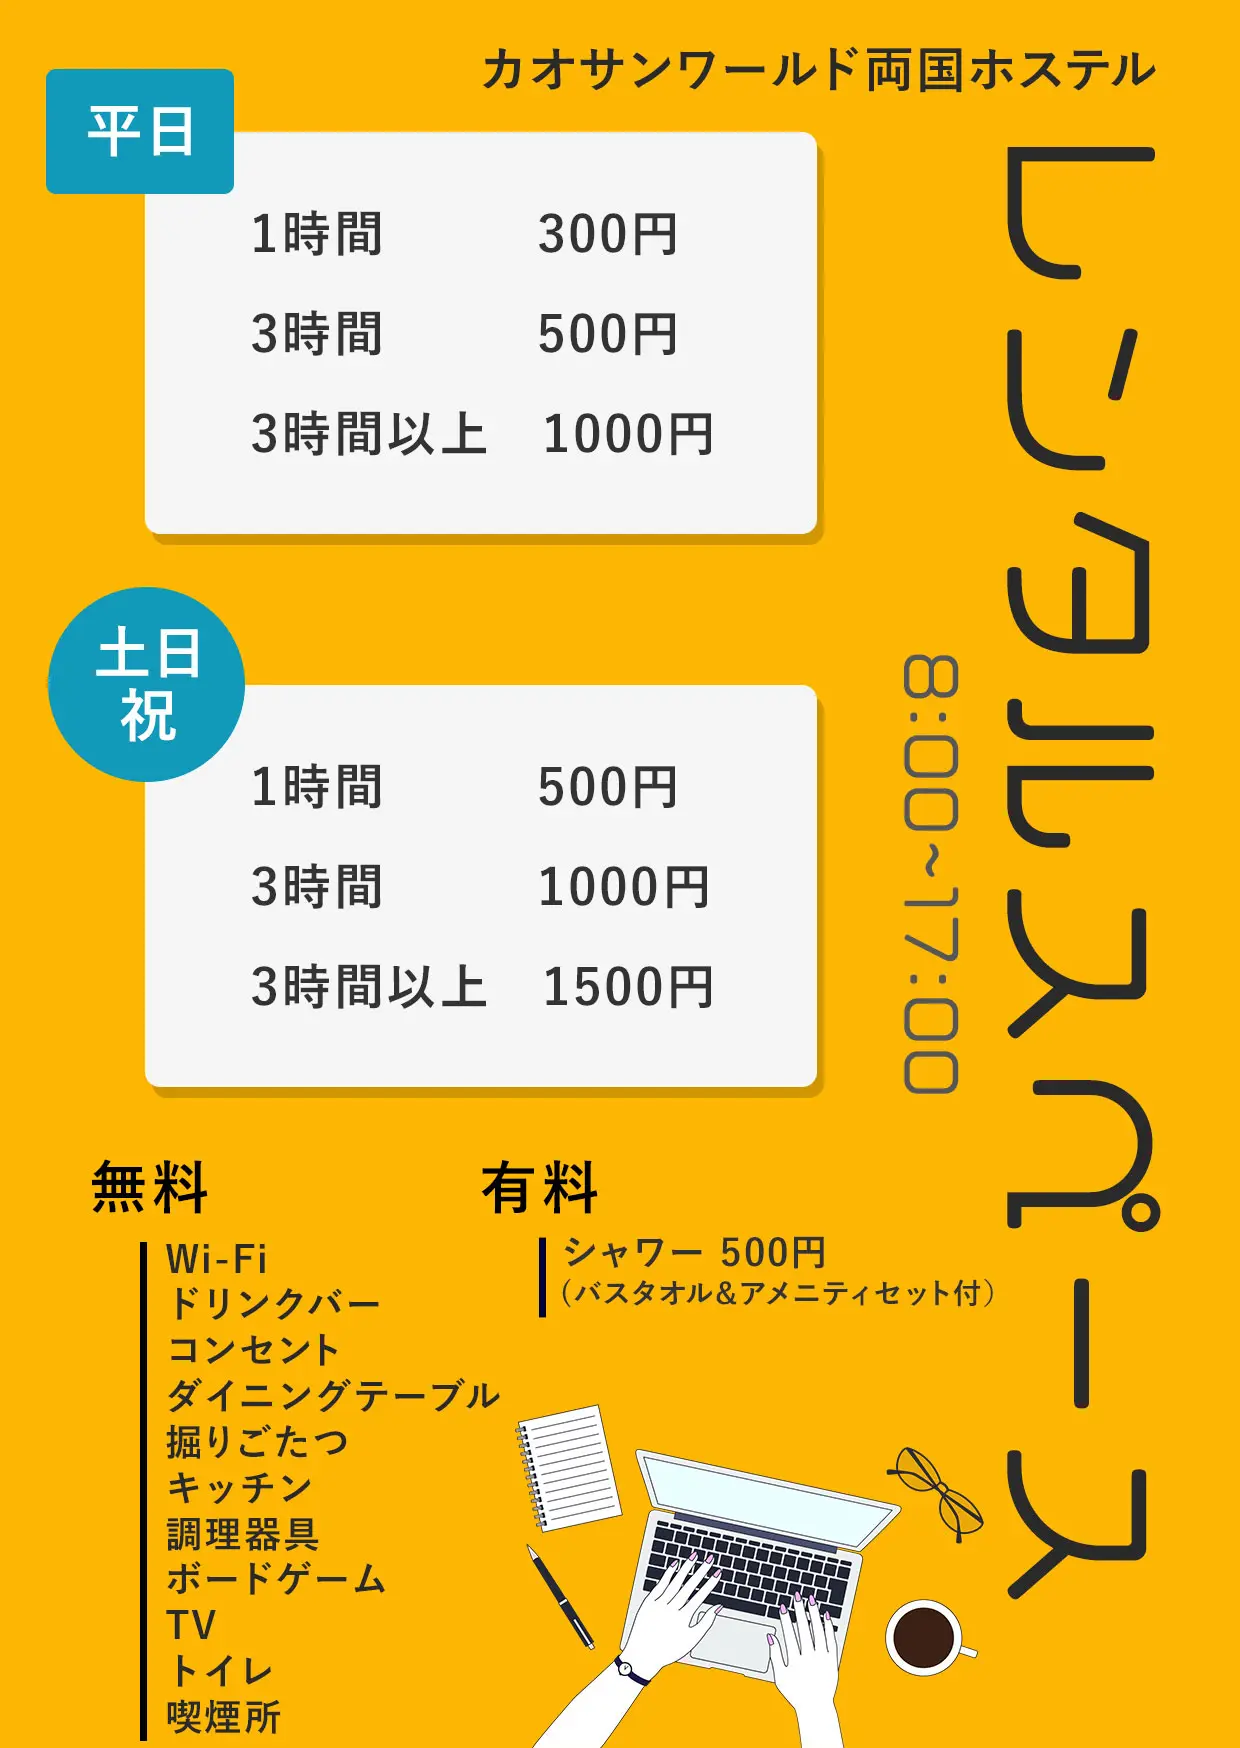 カオサンワールド両国ホステル
レンタルスペース
8:00~17:00
平日
1時間 300円
3時間 500円
3時間以上 1000円
土日
祝
1時間 500円
3時間 1000円
3時間以上 1500円
無料
Wi-Fi
ドリンクバー
コンセント
ダイニングテーブル
掘りごたつ
キッチン
調理器具
ボードゲーム
TV
トイレ
喫煙所
有料
シャワー 500円
（バスタオル&アメニティセット付）